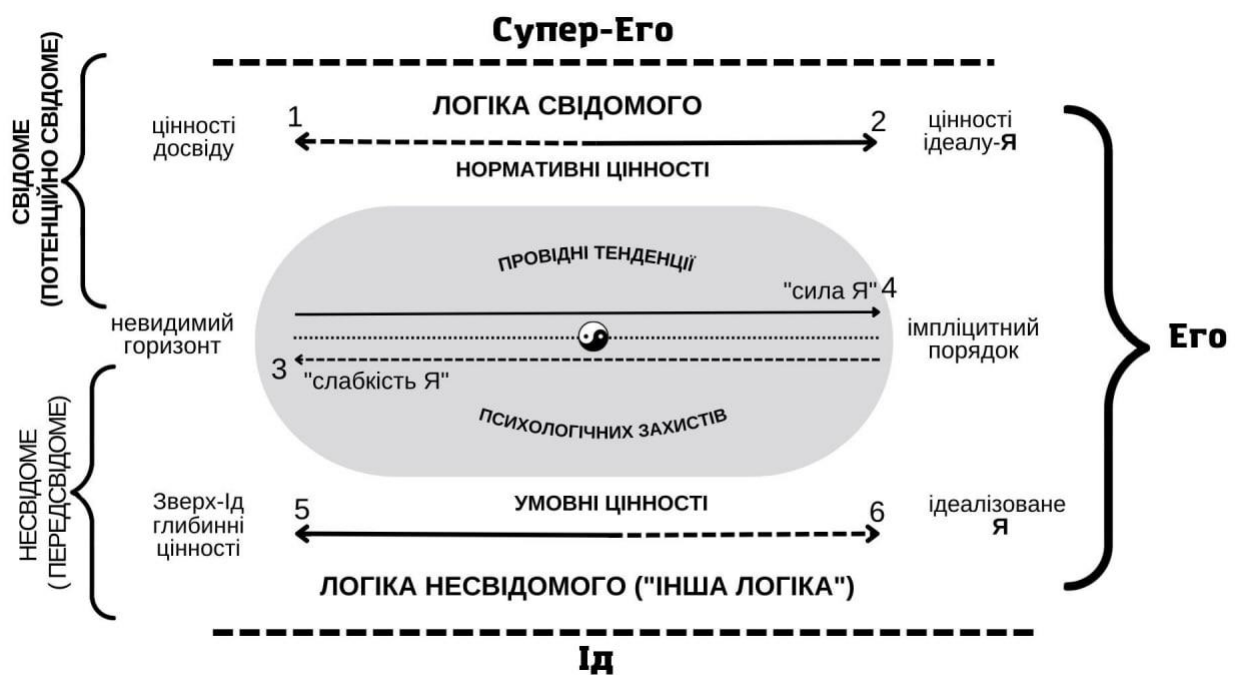 Супер-Его
СВІДОМЕ
(ПОТЕНЦІЙНО СВІДОМЕ)
цінності
досвіду
1
ЛОГІКА СВІДОМОГО
2
цінності
ідеалу-Я
НОРМАТИВНІ ЦІННОСТІ
ПРОВІДНІ ТЕНДЕНЦІЇ
"сила Я"
4
невидимий
горизонт
імпліцитний
порядок
Его
3
"слабкість Я"
ПСИХОЛОГІЧНИХ ЗАХИСТІВ
НЕСВІДОМЕ
( ПЕРЕДСВІДОМЕ)
Зверх-Ід
глибинні
цінності
5
УМОВНІ ЦІННОСТІ
6
ідеалізоване
Я
ЛОГІКА НЕСВІДОМОГО ("ІНША ЛОГІКА")
Ід